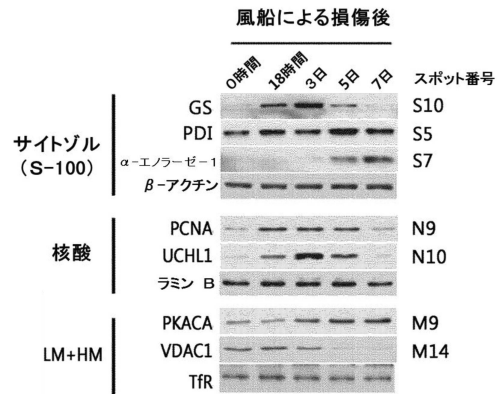 風船による損傷後
0時間 18時間 3日 5日 7日 スポット番号
サイトゾル
(S-100)
GS S10
PDI S5
α-エノラーゼ-1 S7
β-アクチン
核酸
PCNA N9
UCHL1 N10
ラミン B
LM+HM
PKACA M9
VDAC1 M14
TfR